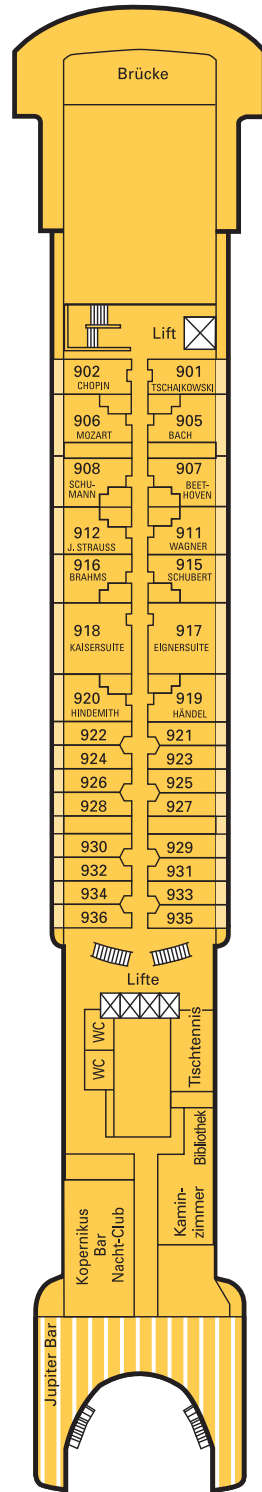 Brücke
Lift
902
CHOPIN
901
TSCHAIKOWSKI
906
MOZART
905
BACH
908
SCHU-
MANN
907
BEET-
HOVEN
912
J. STRAUSS
911
WAGNER
916
BRAHMS
915
SCHUBERT
918
KAISERSUITE
917
EIGNERSUITE
920
HINDEMITH
919
HÄNDEL
922
921
924
923
926
925
928
927
930
929
932
931
934
933
936
935
Lifte
WC
WC
Tischtennis
Bibliothek
Kamin-
zimmer
Kopernikus
Bar
Nacht-Club
Jupiter Bar